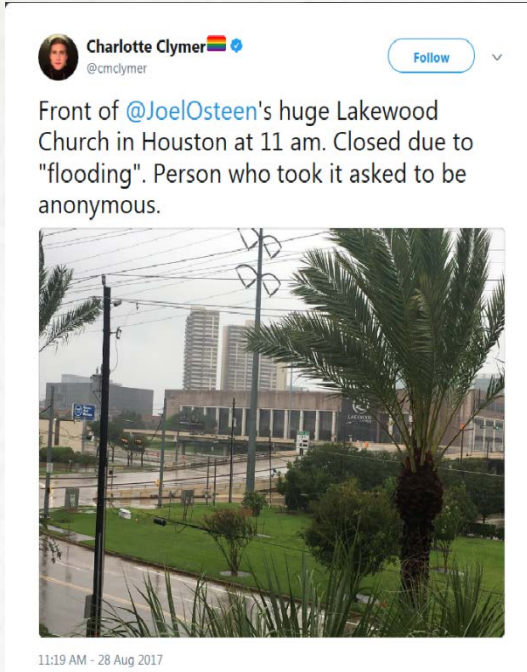 Charlotte Clymer
@cmclymer
Follow
Front of @JoelOsteen's huge Lakewood
Church in Houston at 11 am. Closed due to
"flooding". Person who took it asked to be
anonymous.
LAKEWOOD
11:19 AM - 28 Aug 2017